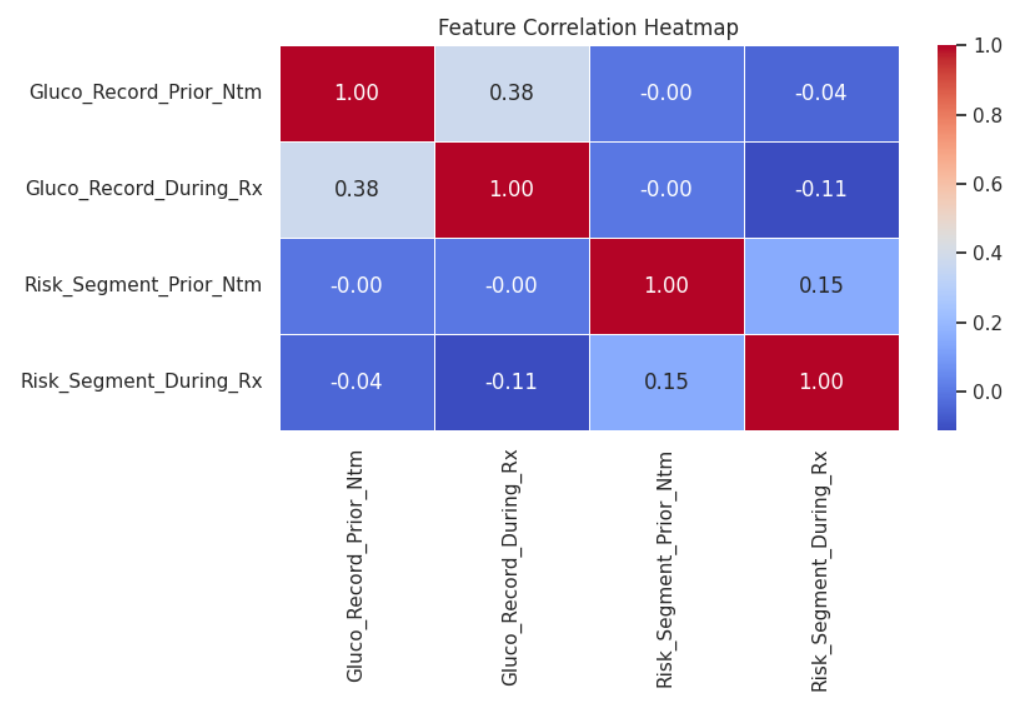 Feature Correlation Heatmap
Gluco_Record_Prior_Ntm 1.00 0.38 -0.00 -0.04
Gluco_Record_During_Rx 0.38 1.00 -0.00 -0.11
Risk_Segment_Prior_Ntm -0.00 -0.00 1.00 0.15
Risk_Segment_During_Rx -0.04 -0.11 0.15 1.00
Gluco_Record_Prior_Ntm
Gluco_Record_During_Rx
Risk_Segment_Prior_Ntm
Risk_Segment_During_Rx
1.0
0.8
0.6
0.4
0.2
0.0